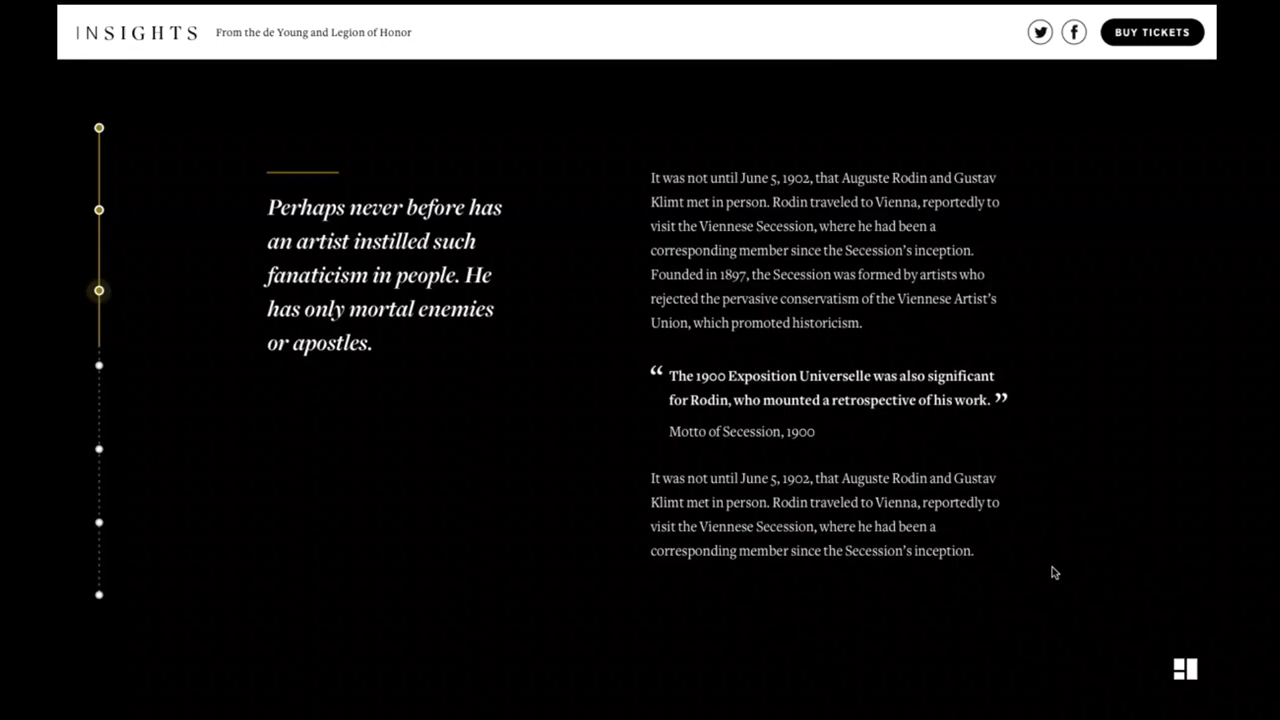 INSIGHTS From the de Young and Legion of Honor
BUY TICKETS
Perhaps never before has
an artist instilled such
fanaticism in people. He
has only mortal enemies
or apostles.
It was not until June 5, 1902, that Auguste Rodin and Gustav
Klimt met in person. Rodin traveled to Vienna, reportedly to
visit the Viennese Secession, where he had been a
corresponding member since the Secession’s inception.
Founded in 1897, the Secession was formed by artists who
rejected the pervasive conservatism of the Viennese Artist’s
Union, which promoted historicism.
“ The 1900 Exposition Universelle was also significant
for Rodin, who mounted a retrospective of his work. ”
Motto of Secession, 1900
It was not until June 5, 1902, that Auguste Rodin and Gustav
Klimt met in person. Rodin traveled to Vienna, reportedly to
visit the Viennese Secession, where he had been a
corresponding member since the Secession’s inception.